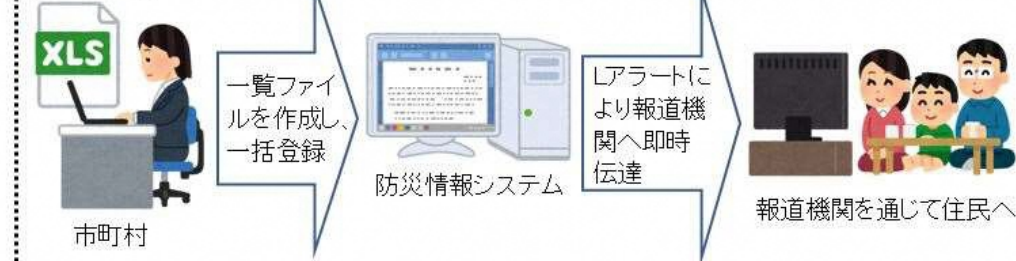 XLS
一覧ファイ
ルを作成し、
一括登録
市町村
防災情報システム
Lアラートに
より報道機
関へ即時
伝達
報道機関を通じて住民へ